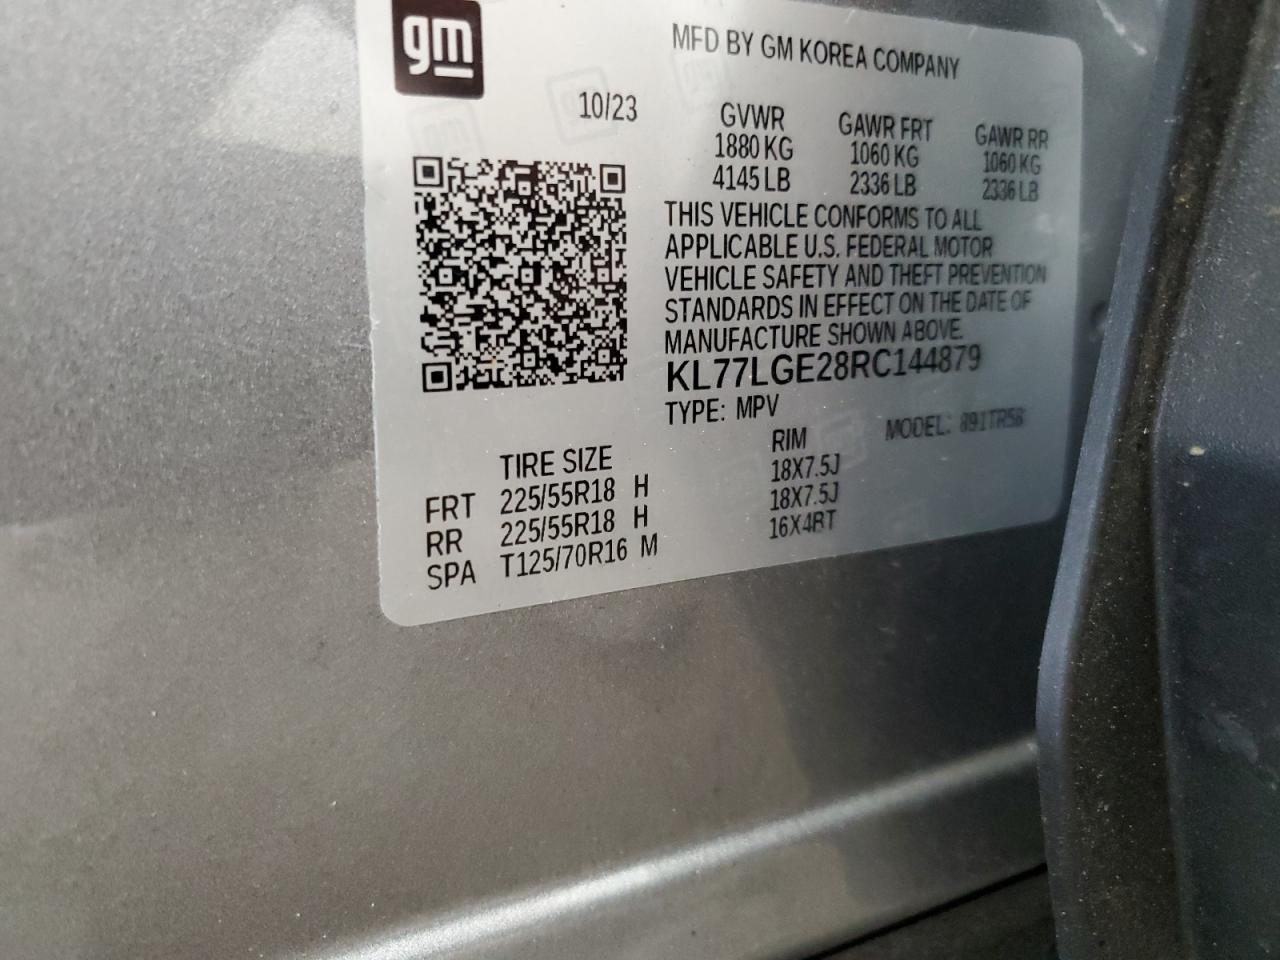 gm
MFD BY GM KOREA COMPANY
10/23 GVWR GAWR FRT GAWR RR
1880 KG 1060 KG 1060 KG
4145 LB 2336 LB 2336 LB
THIS VEHICLE CONFORMS TO ALL
APPLICABLE U.S. FEDERAL MOTOR
VEHICLE SAFETY AND THEFT PREVENTION
STANDARDS IN EFFECT ON THE DATE OF
MANUFACTURE SHOWN ABOVE.
KL77LGE28RC144879
TYPE: MPV MODEL:
TIRE SIZE RIM
FRT 225/55R18 H 18X7.5J
RR 225/55R18 H 18X7.5J
SPA T125/70R16 M 16X4BT